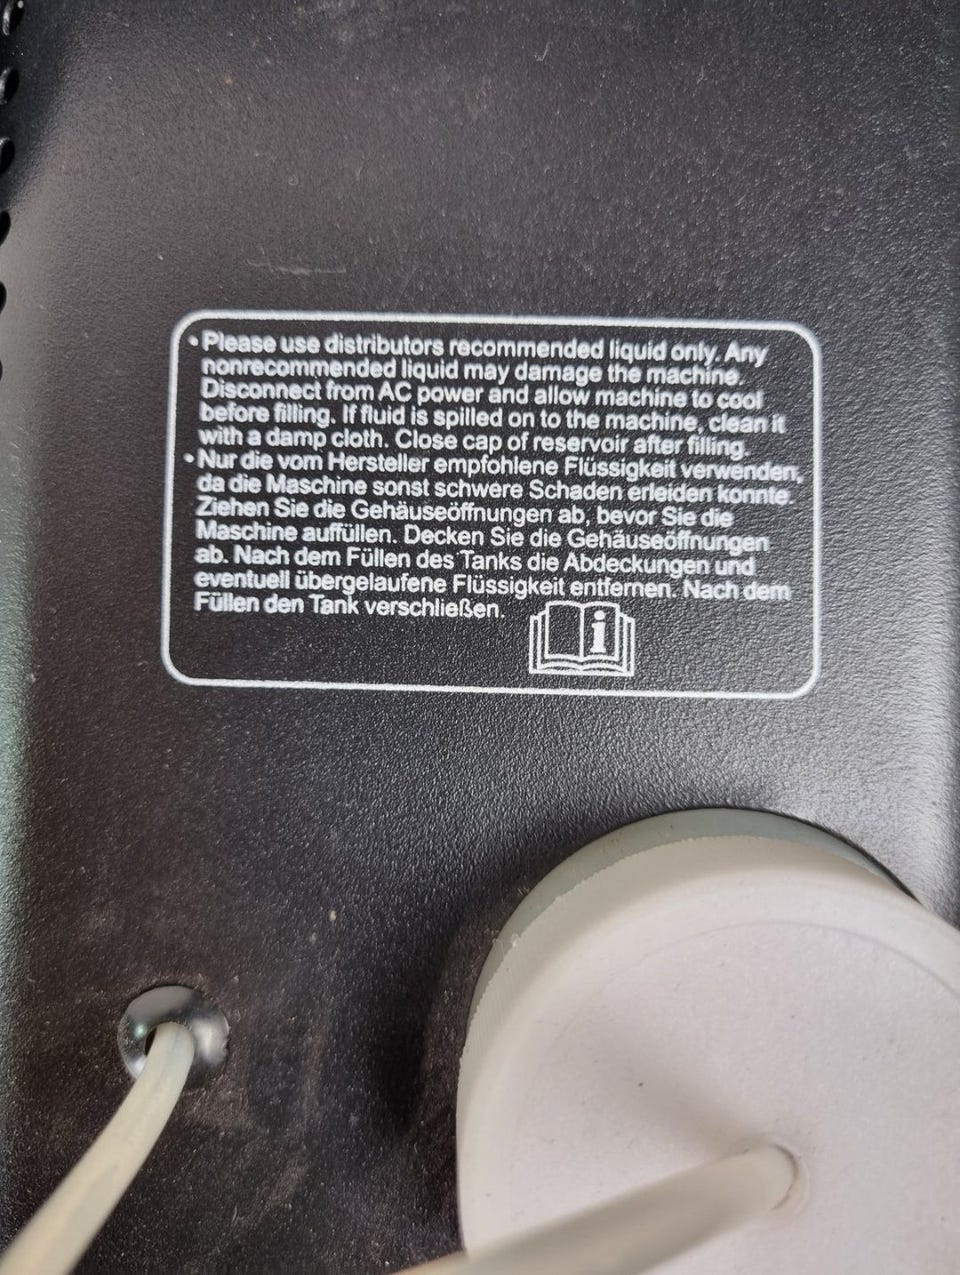 • Please use distributors recommended liquid only. Any
nonrecommended liquid may damage the machine.
Disconnect from AC power and allow machine to cool
before filling. If fluid is spilled on to the machine, clean it
with a damp cloth. Close cap of reservoir after filling.
• Nur die vom Hersteller empfohlene Flüssigkeit verwenden,
da die Maschine sonst schwere Schaden erleiden konnte.
Ziehen Sie die Gehäuseöffnungen ab, bevor Sie die
Maschine auffüllen. Decken Sie die Gehäuseöffnungen
ab. Nach dem Füllen des Tanks die Abdeckungen und
eventuell übergelaufene Flüssigkeit entfernen. Nach dem
Füllen den Tank verschließen.
i